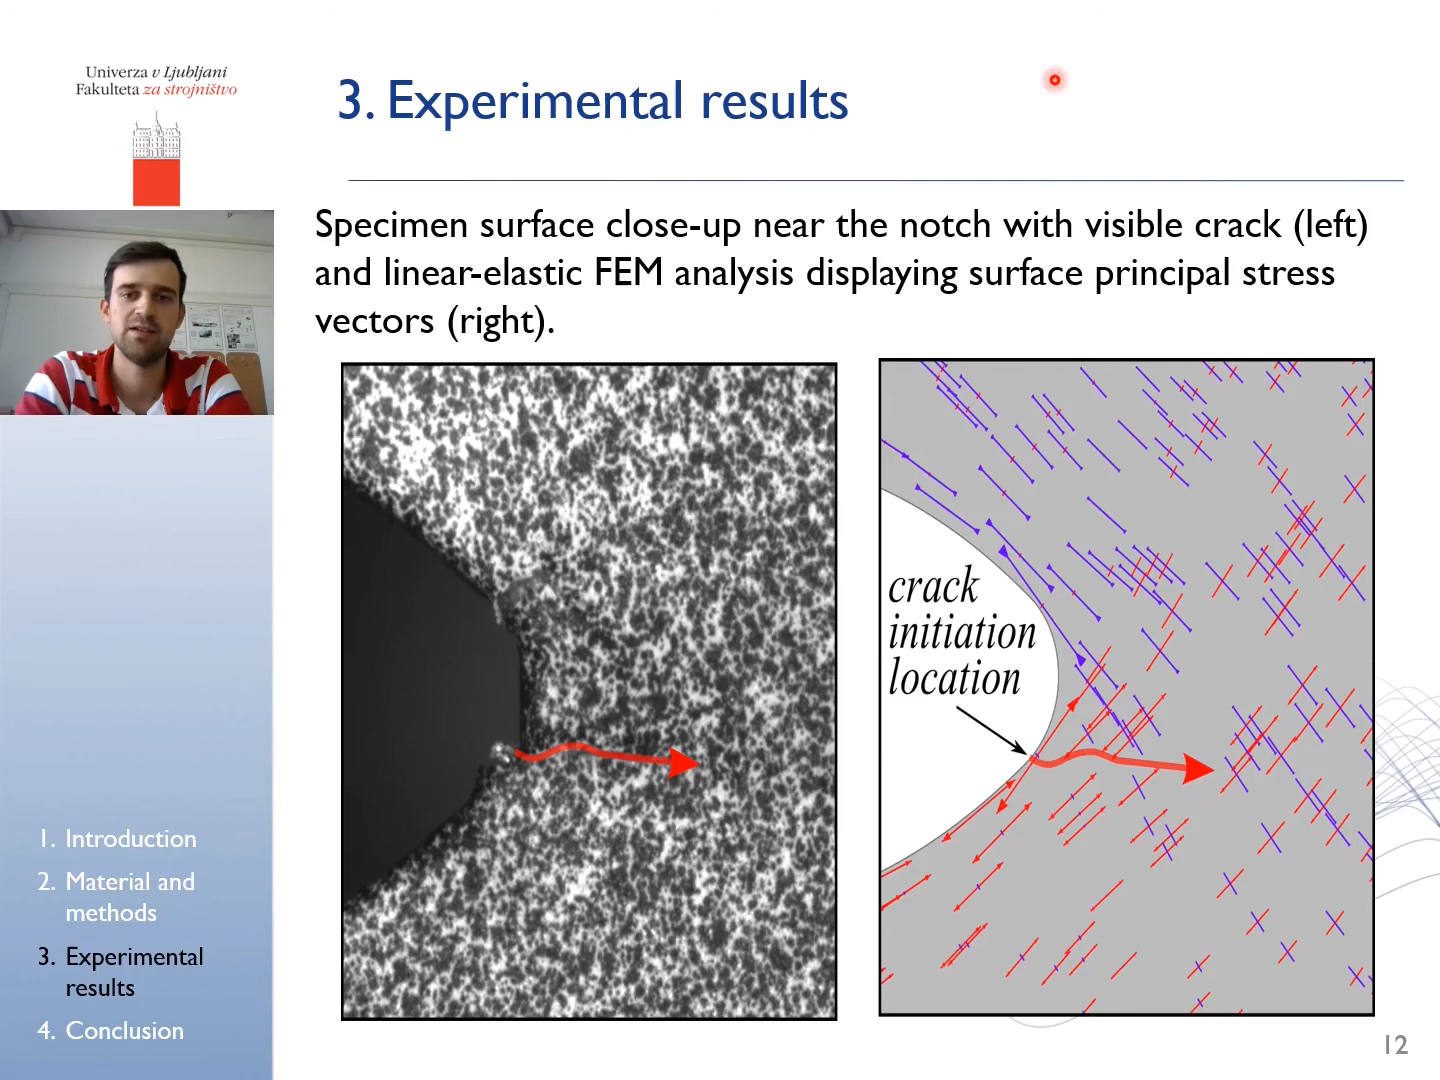 Univerza v Ljubljani
Fakulteta za strojništvo
3. Experimental results
Specimen surface close-up near the notch with visible crack (left)
and linear-elastic FEM analysis displaying surface principal stress
vectors (right).
crack
initiation
location
1. Introduction
2. Material and
methods
3. Experimental
results
4. Conclusion
12